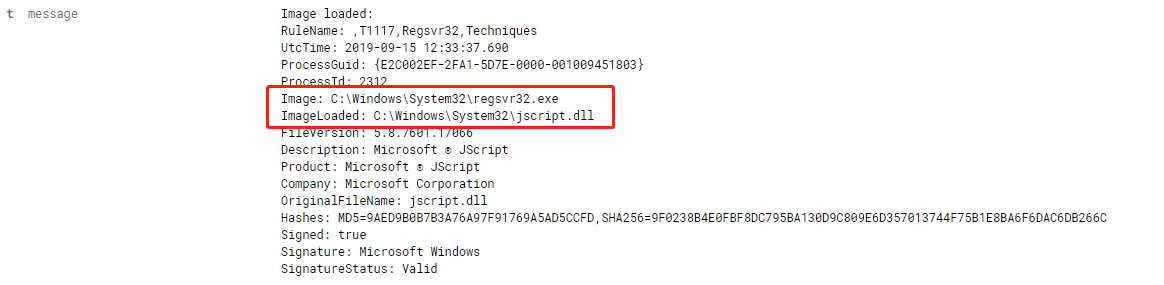 t message
Image loaded:
RuleName: ,T1117,Regsvr32,Techniques
UtcTime: 2019-09-15 12:33:37.690
ProcessGuid: {E2C002EF-2FA1-5D7E-0000-001009451803}
ProcessId: 2312
Image: C:\Windows\System32\regsvr32.exe
ImageLoaded: C:\Windows\System32\jscript.dll
FileVersion: 5.8.7601.17066
Description: Microsoft ® JScript
Product: Microsoft ® JScript
Company: Microsoft Corporation
OriginalFileName: jscript.dll
Hashes: MD5=9AED9B0B7B3A76A97F91769A5AD5CCFD,SHA256=9F0238B4E0FBF8DC795BA130D9C809E6D357013744F75B1E8BA6F6DAC6DB266C
Signed: true
Signature: Microsoft Windows
SignatureStatus: Valid